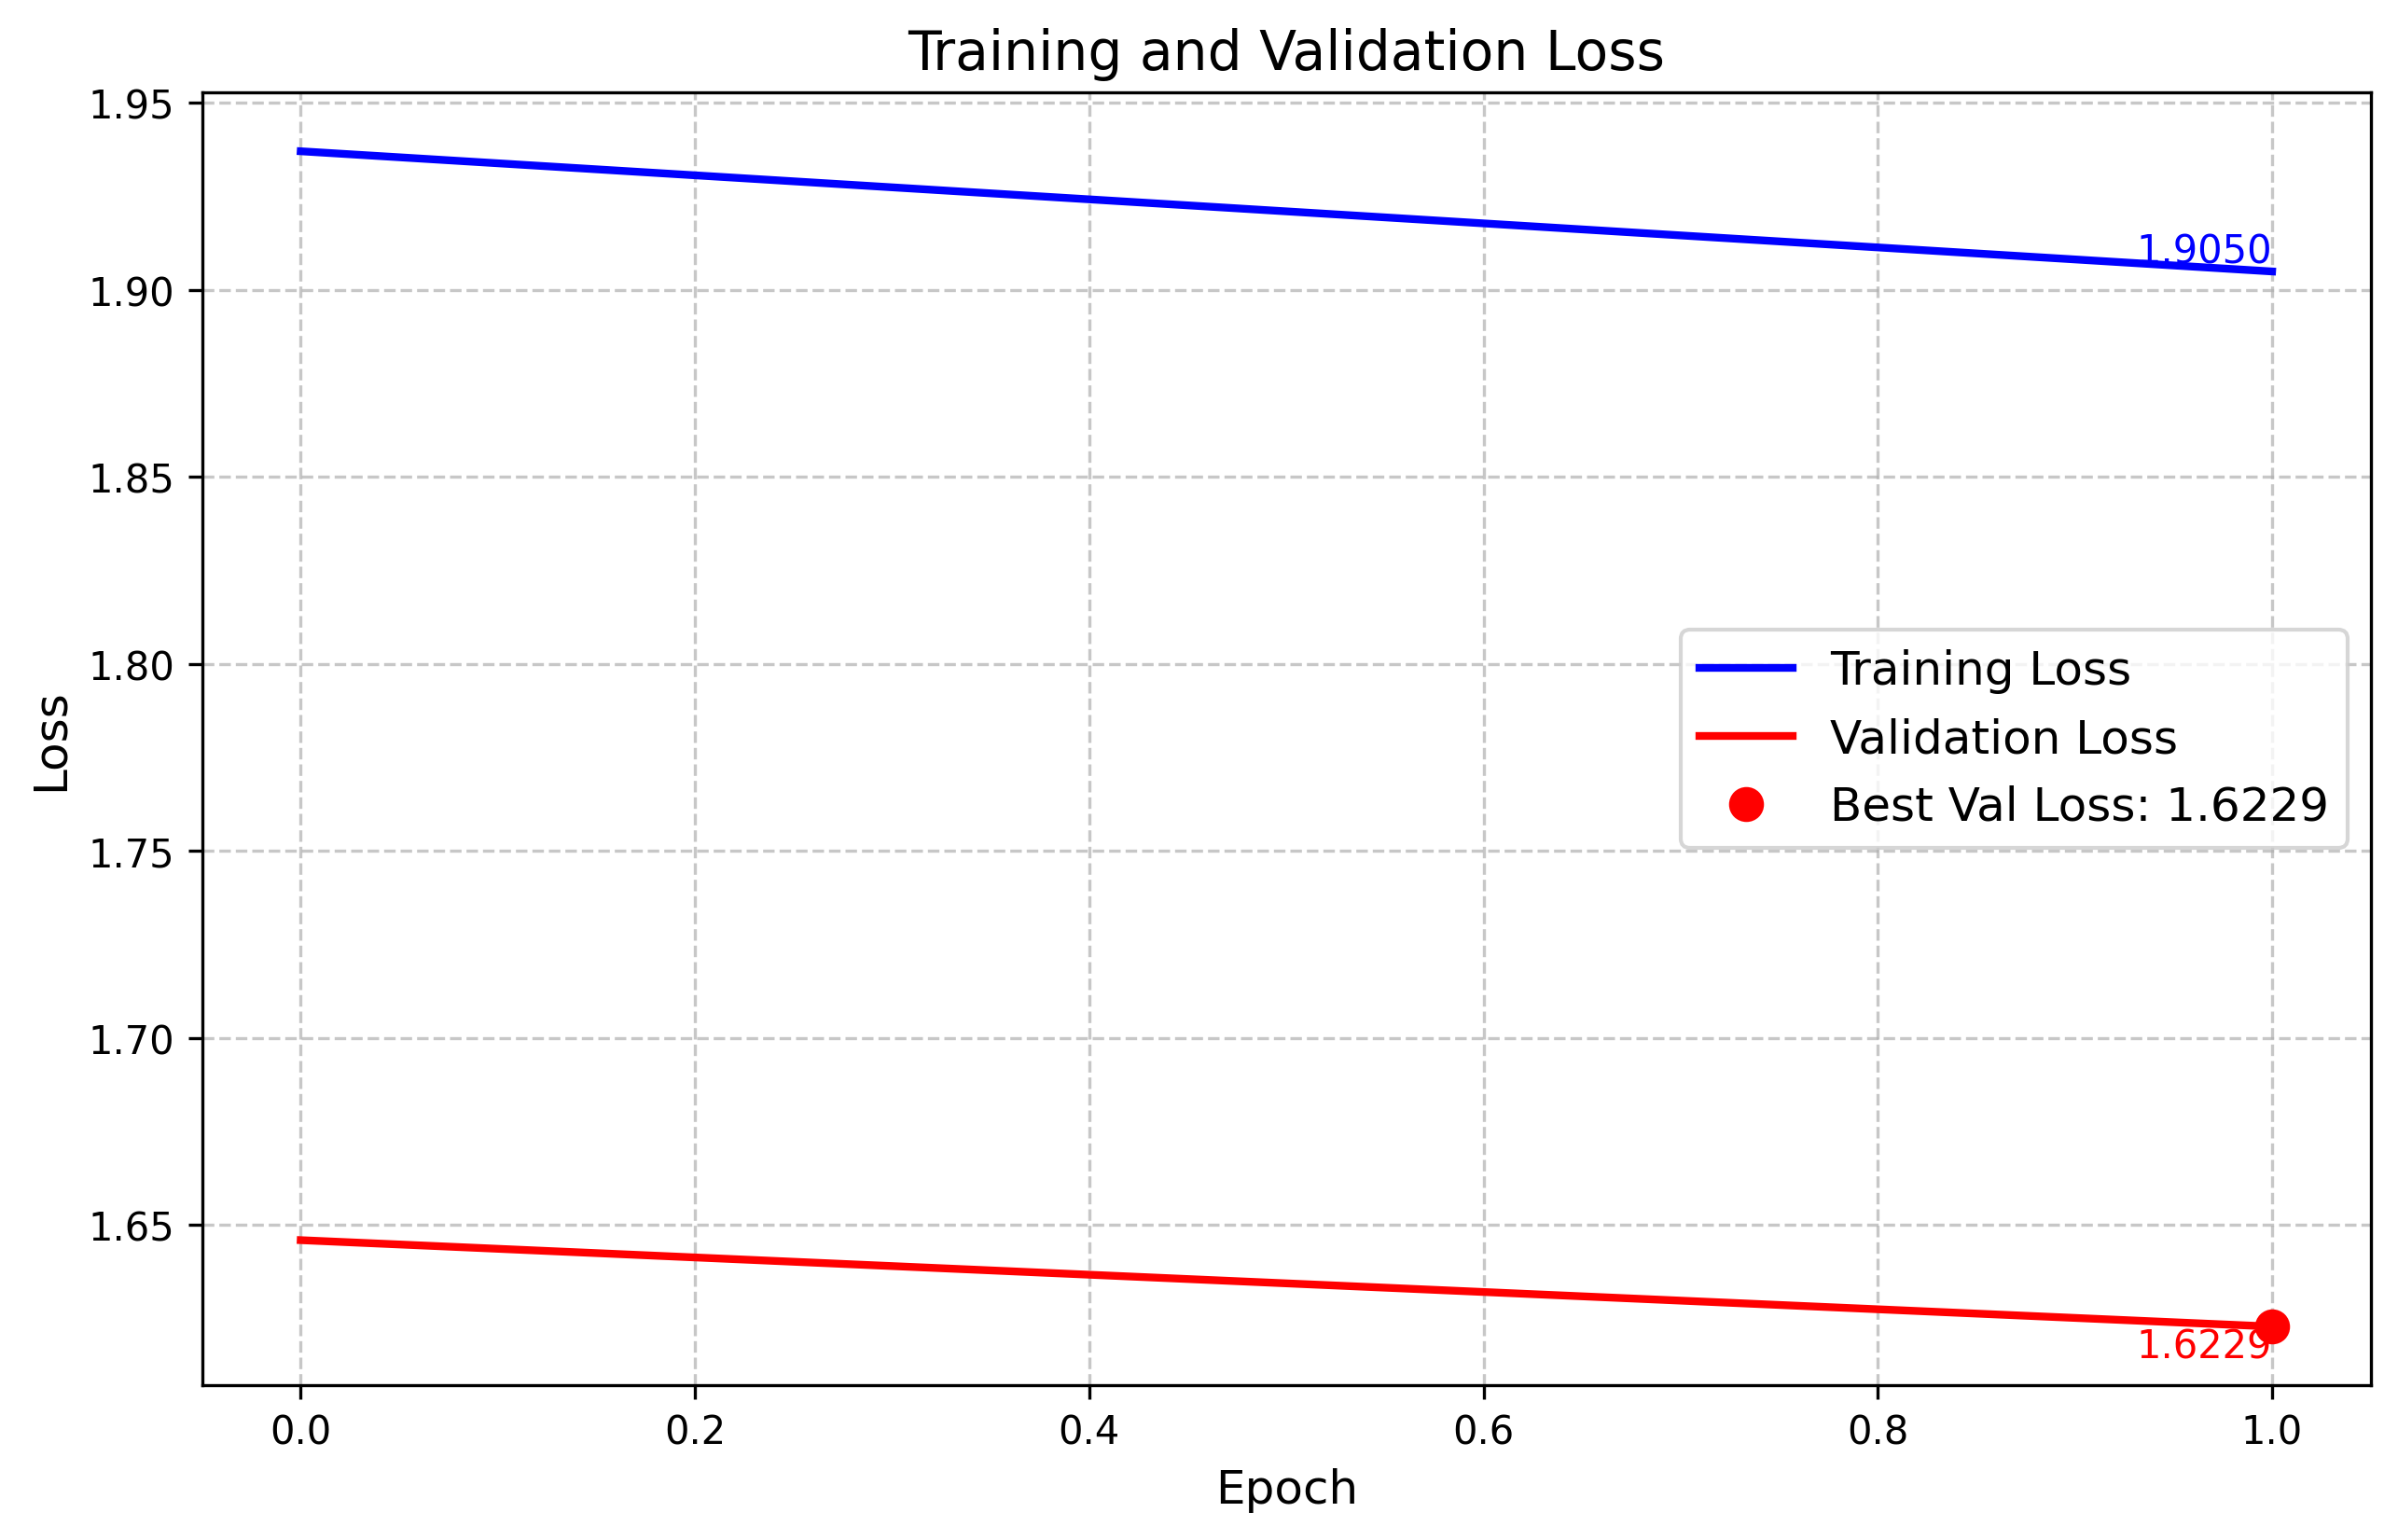 Training and Validation Loss
1.95
1.90
1.85
1.80
1.75
1.70
1.65
Loss
1.9050
Training Loss
Validation Loss
Best Val Loss: 1.6229
1.6229
0.0 0.2 0.4 0.6 0.8 1.0
Epoch